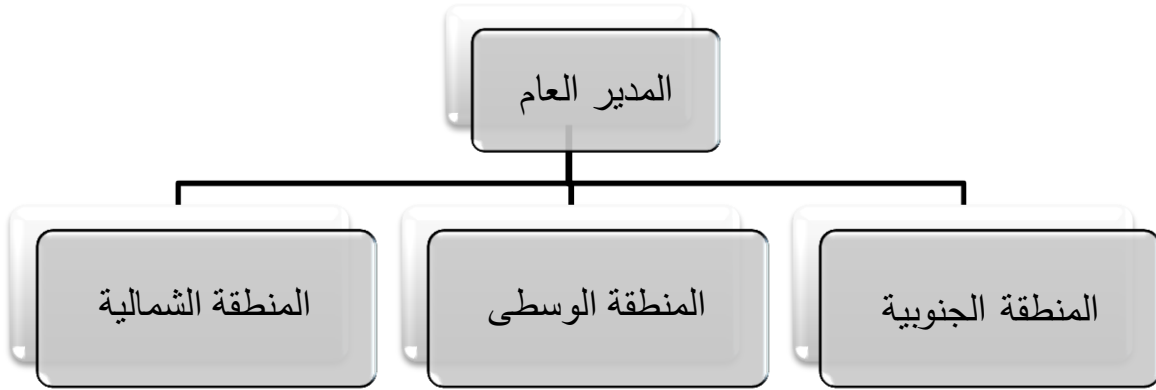 المدير العام
المنطقة الجنوبية
المنطقة الوسطى
المنطقة الشمالية